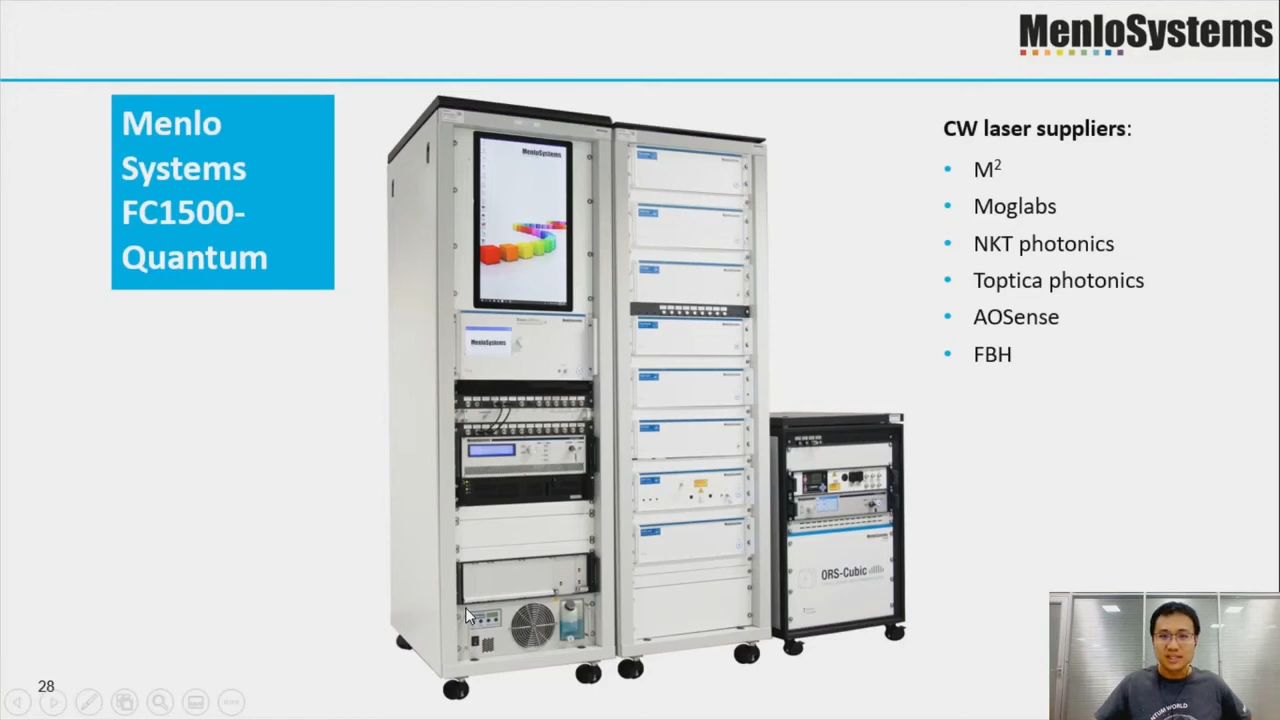 MenloSystems
Menlo
Systems
FC1500-
Quantum
CW laser suppliers:
M²
Moglabs
NKT photonics
Toptica photonics
AOSense
FBH
MenloSystems
MenloSystems
ORS-Cubic
28